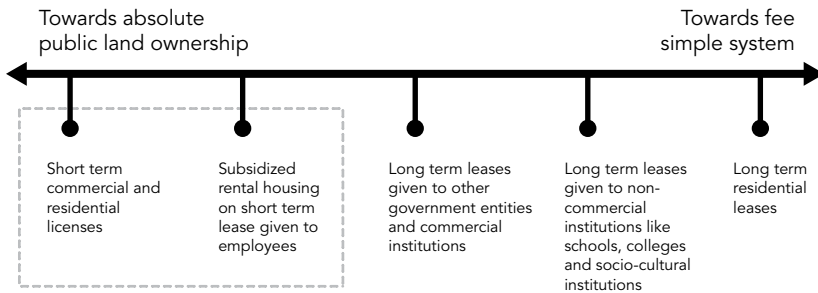 Towards absolute
public land ownership
Towards fee
simple system
Short term
commercial and
residential
licenses
Subsidized
rental housing
on short term
lease given to
employees
Long term leases
given to other
government entities
and commercial
institutions
Long term leases
given to non-
commercial
institutions like
schools, colleges
and socio-cultural
institutions
Long term
residential
leases